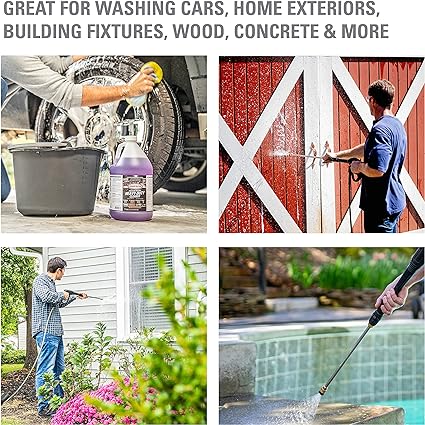 GREAT FOR WASHING CARS, HOME EXTERIORS,
BUILDING FIXTURES, WOOD, CONCRETE & MORE